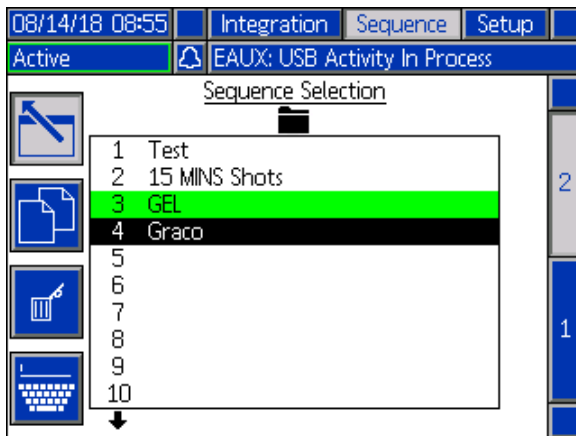 08/14/18 08:55 Integration Sequence Setup
Active EAUX: USB Activity In Process
Sequence Selection
1 Test
2 15 MINS Shots
3 GEL
4 Graco
5
6
7
8
9
10
2
1